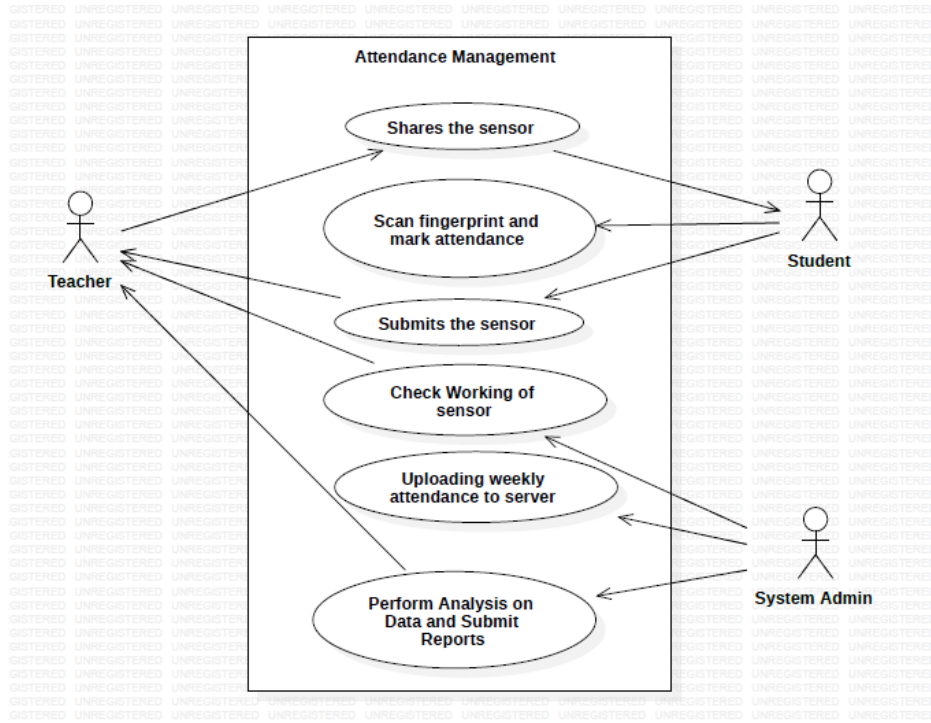 Attendance Management
Shares the sensor
Scan fingerprint and
mark attendance
Student
Teacher
Submits the sensor
Check Working of
sensor
Uploading weekly
attendance to server
System Admin
Perform Analysis on
Data and Submit
Reports
UNREGISTERED